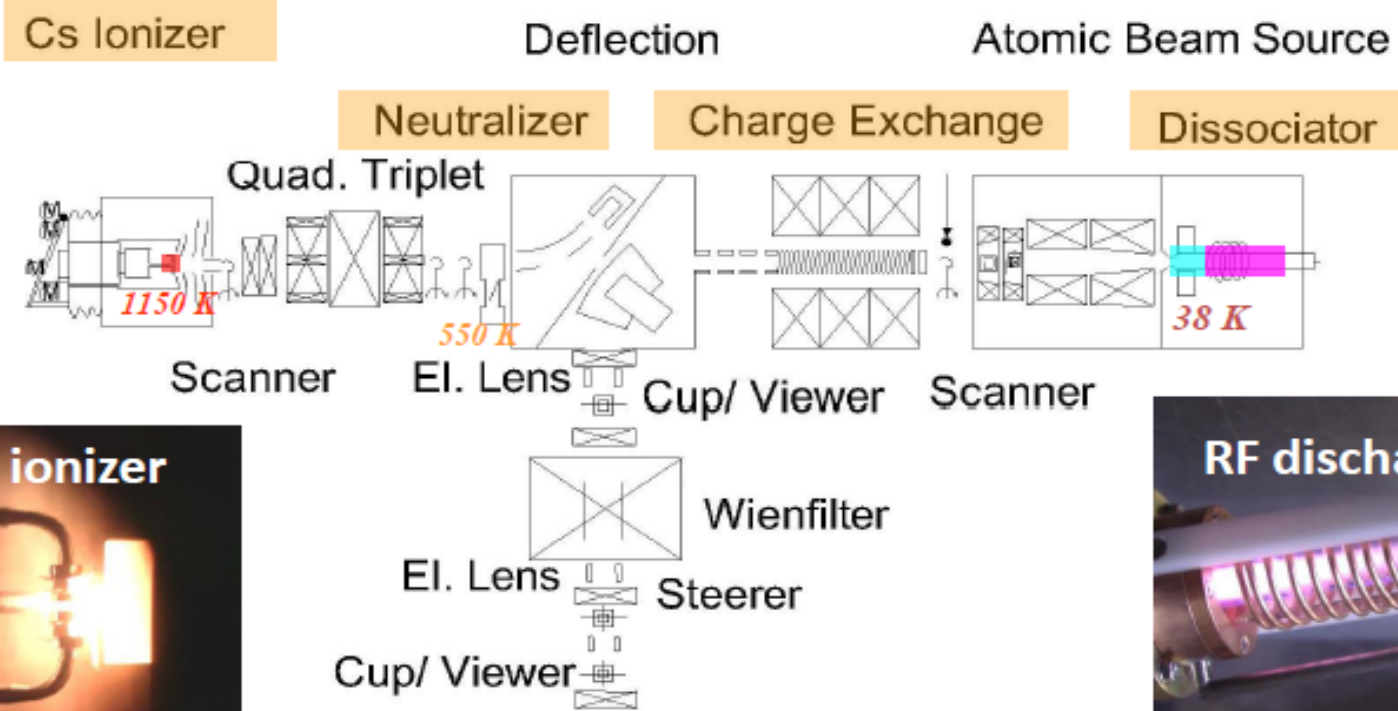 Cs Ionizer
Deflection
Atomic Beam Source
Neutralizer
Charge Exchange
Dissociator
Quad. Triplet
M
M
M
M
1150 K
550 K
38 K
Scanner
El. Lens
Cup/ Viewer
Scanner
ionizer
RF discha
Wienfilter
El. Lens
Steerer
Cup/ Viewer